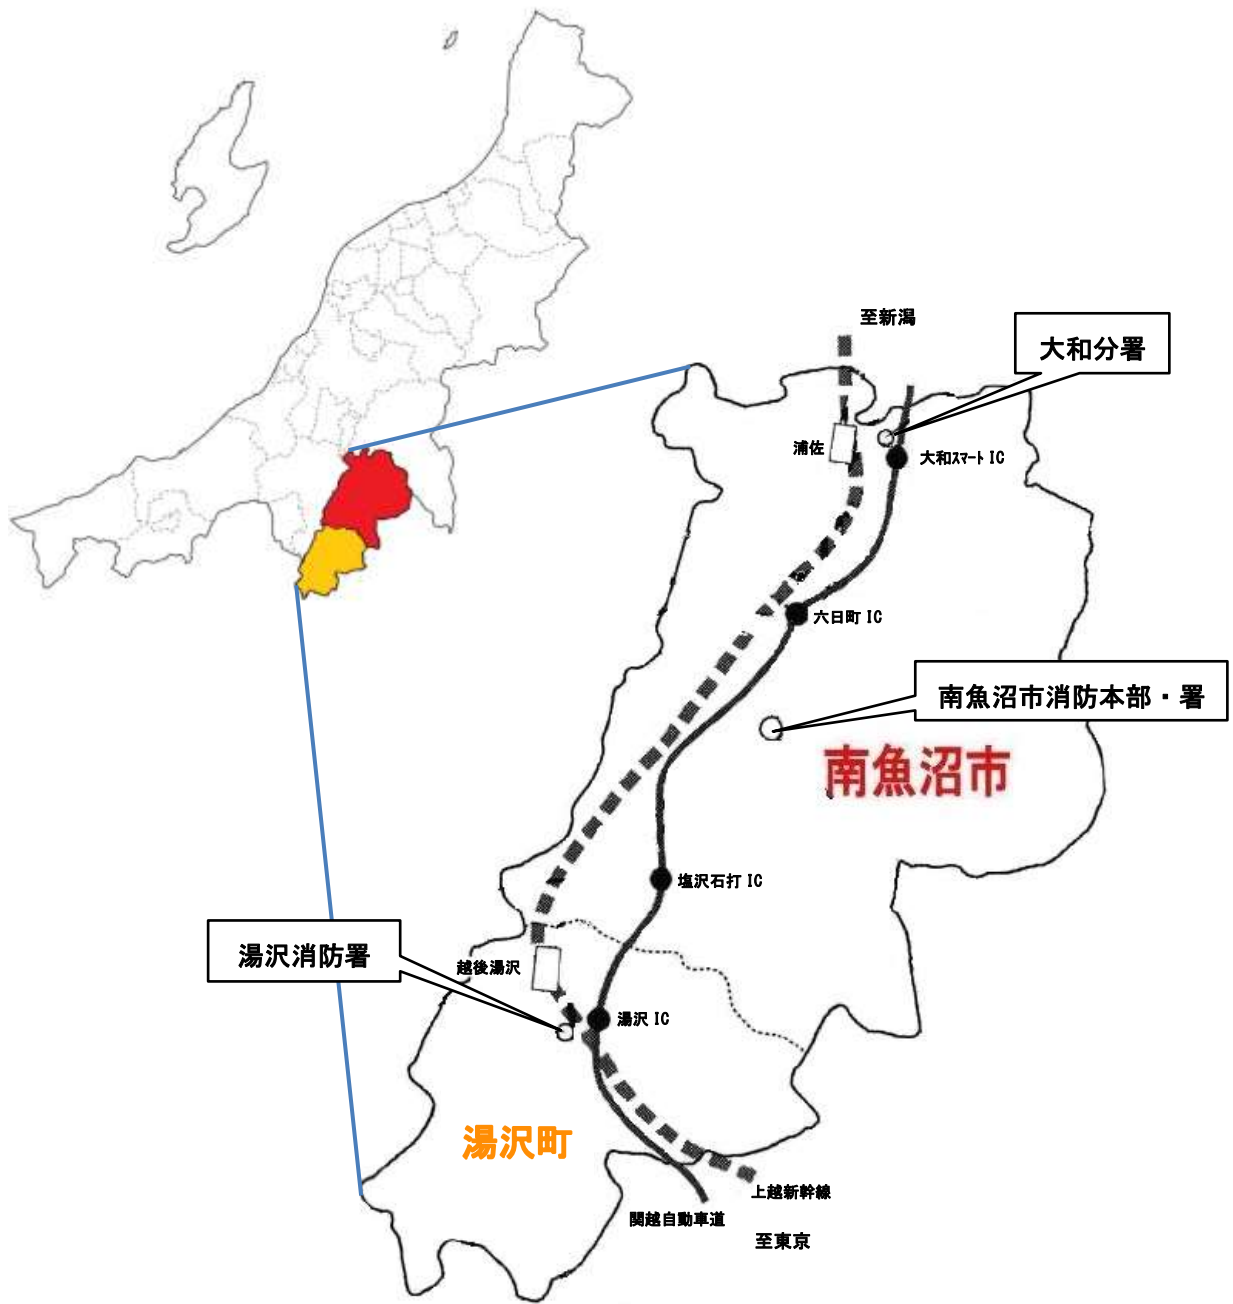 至新潟
大和分署
浦佐
大和スマート IC
六日町 IC
南魚沼市消防本部・署
南魚沼市
塩沢石打 IC
湯沢消防署
越後湯沢
湯沢 IC
湯沢町
上越新幹線
関越自動車道
至東京